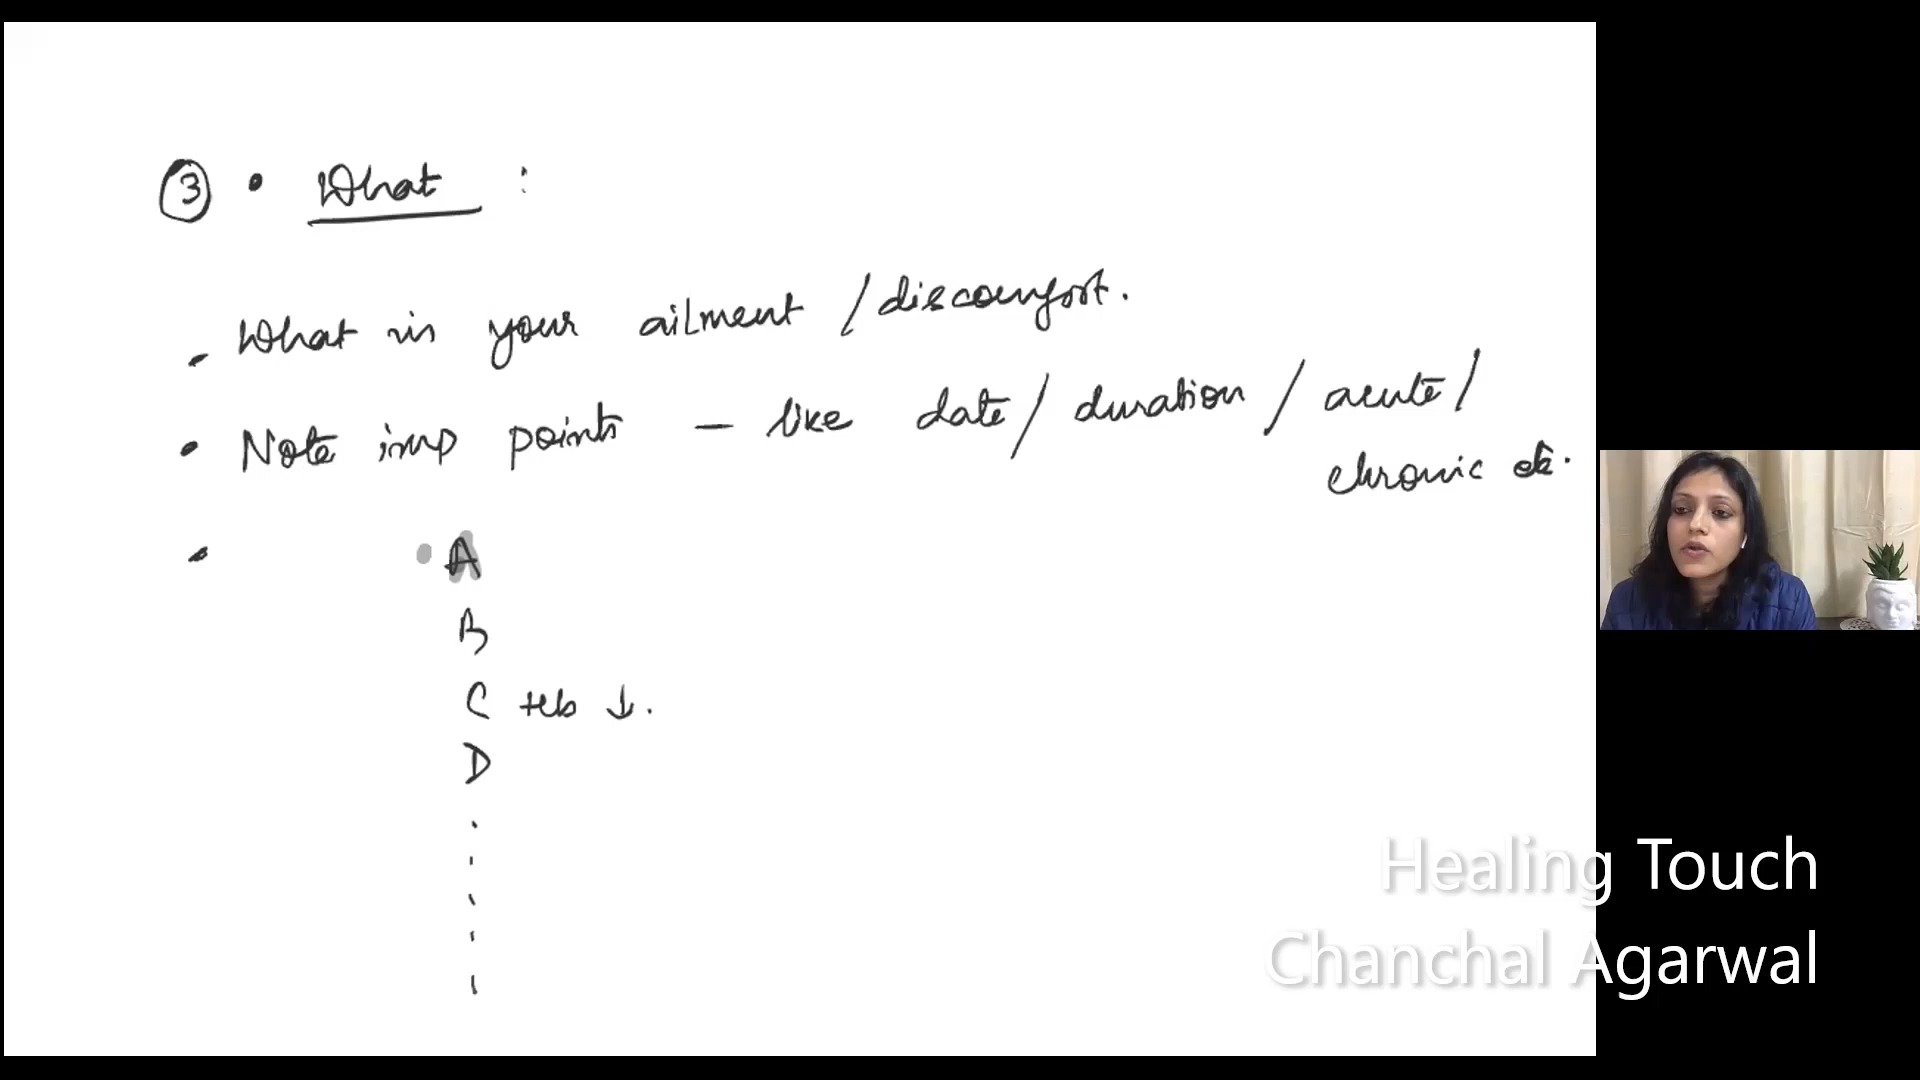 ③ • What :
• What is your ailment / discomfort.
• Note imp points - like date / duration / acute /
chronic etc.
• • A
B
C Hb ↓.
D
Healing Touch
Chanchal Agarwal